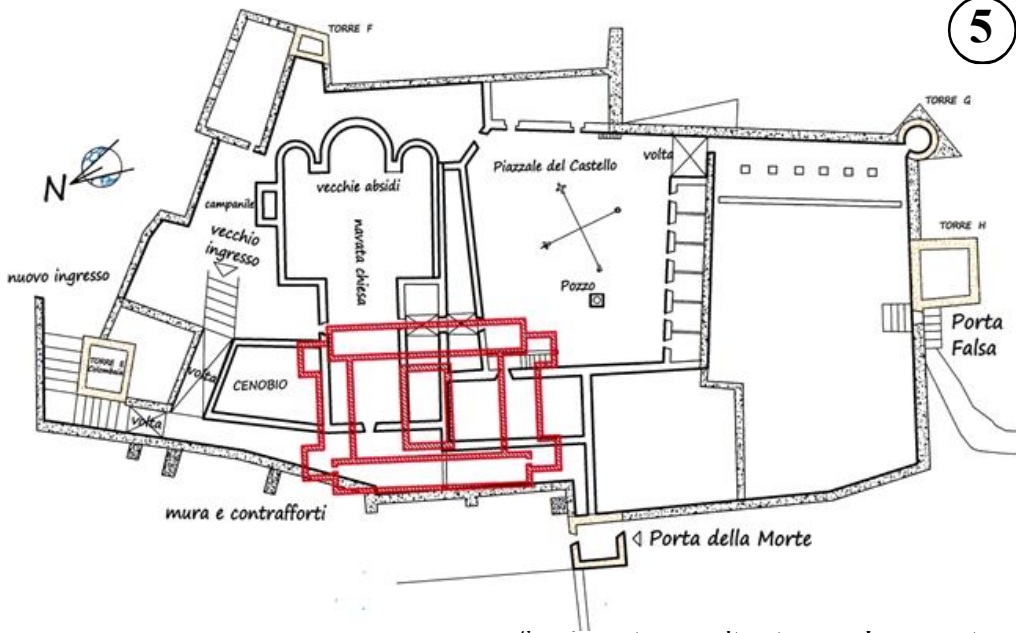 5
TORRE F
TORRE G
Piazzale del Castello
volta
N
vecchie absidi
campanile
navata chiesa
vecchio
ingresso
TORRE H
nuovo ingresso
Pozzo
Porta
Falsa
TORRE E
volta
CENOBIO
volta
mura e contrafforti
Porta della Morte